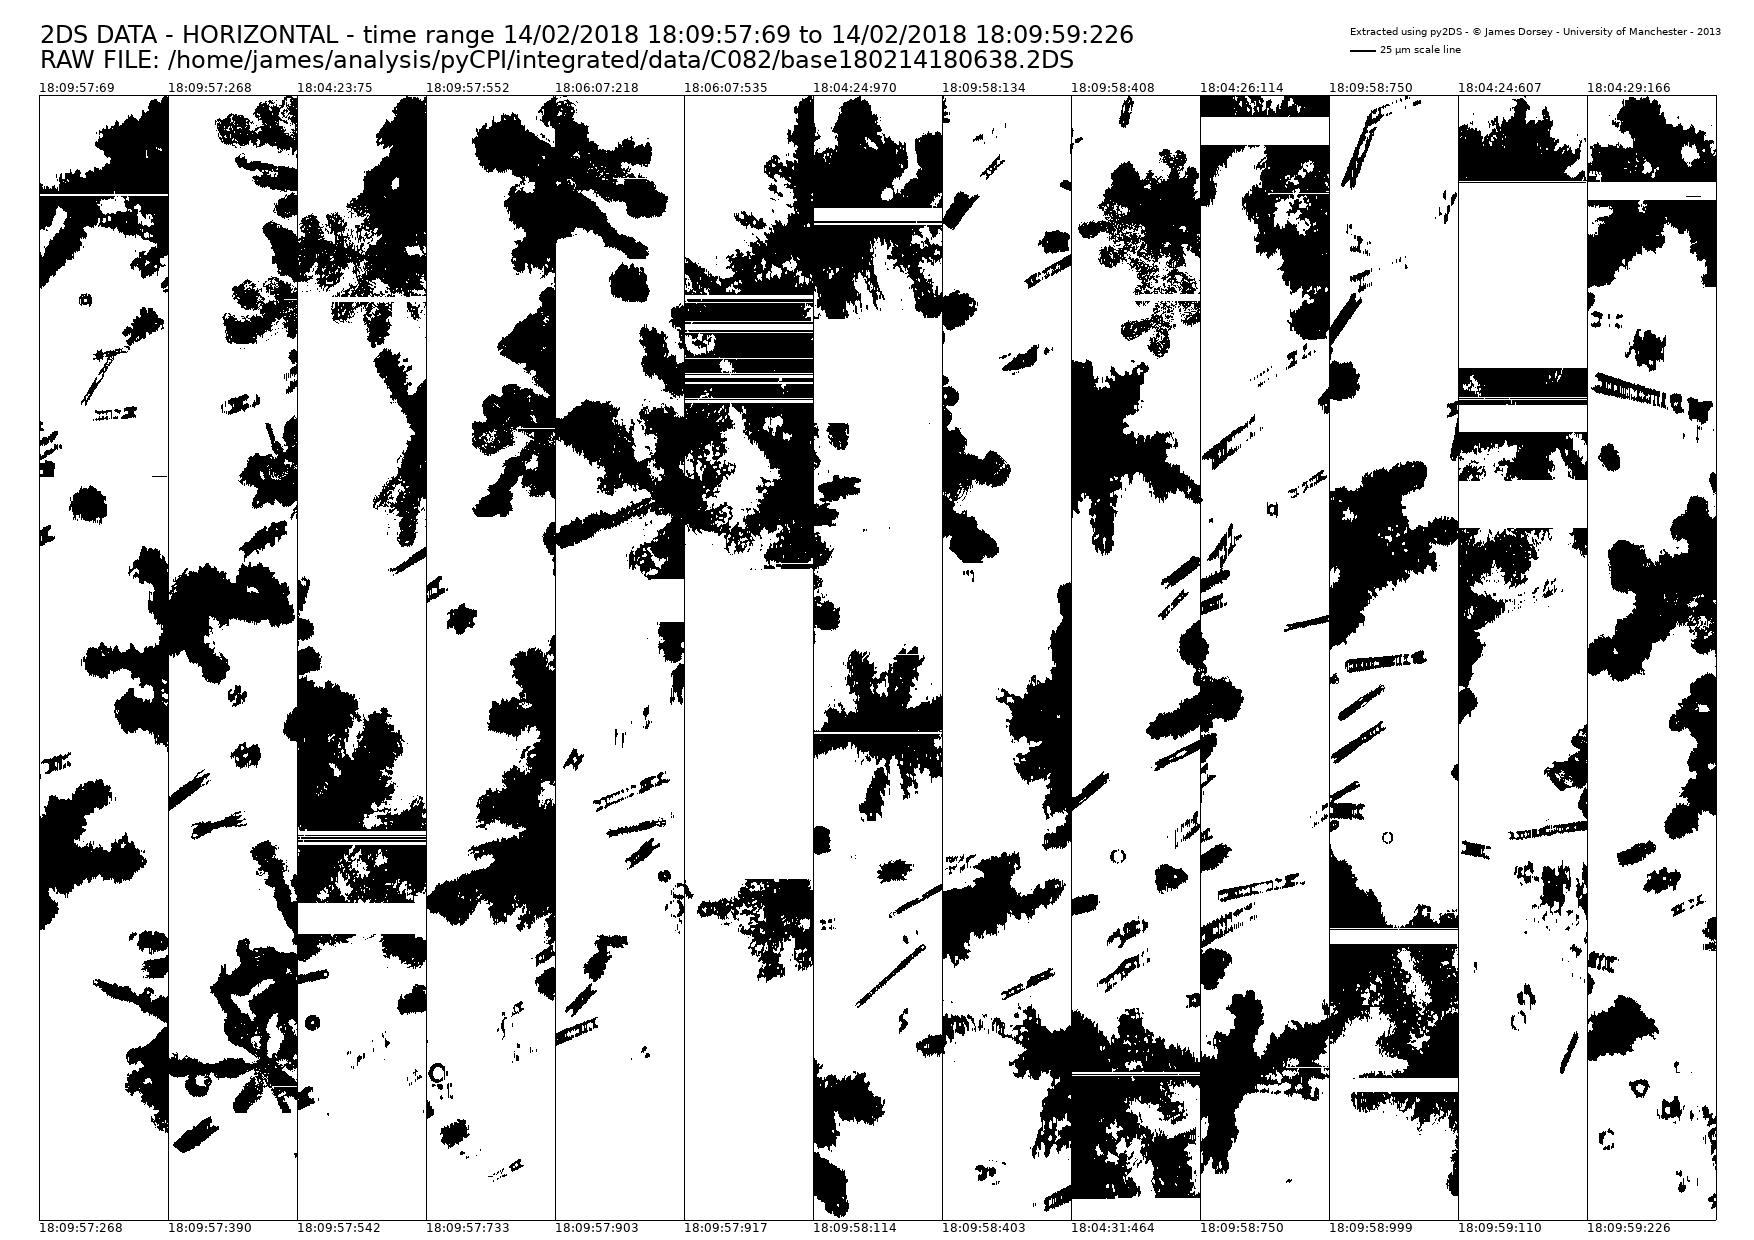 2DS DATA - HORIZONTAL - time range 14/02/2018 18:09:57:69 to 14/02/2018 18:09:59:226
RAW FILE: /home/james/analysis/pyCPI/integrated/data/C082/base180214180638.2DS
Extracted using py2DS - © James Dorsey - University of Manchester - 2013
25 µm scale line
18:09:57:69 18:09:57:268 18:04:23:75 18:09:57:552 18:06:07:218 18:06:07:535 18:04:24:970 18:09:58:134 18:09:58:408 18:04:26:114 18:09:58:750 18:04:24:607 18:04:29:166
18:09:57:268 18:09:57:390 18:09:57:542 18:09:57:733 18:09:57:903 18:09:57:917 18:09:58:114 18:09:58:403 18:04:31:464 18:09:58:750 18:09:58:999 18:09:59:110 18:09:59:226